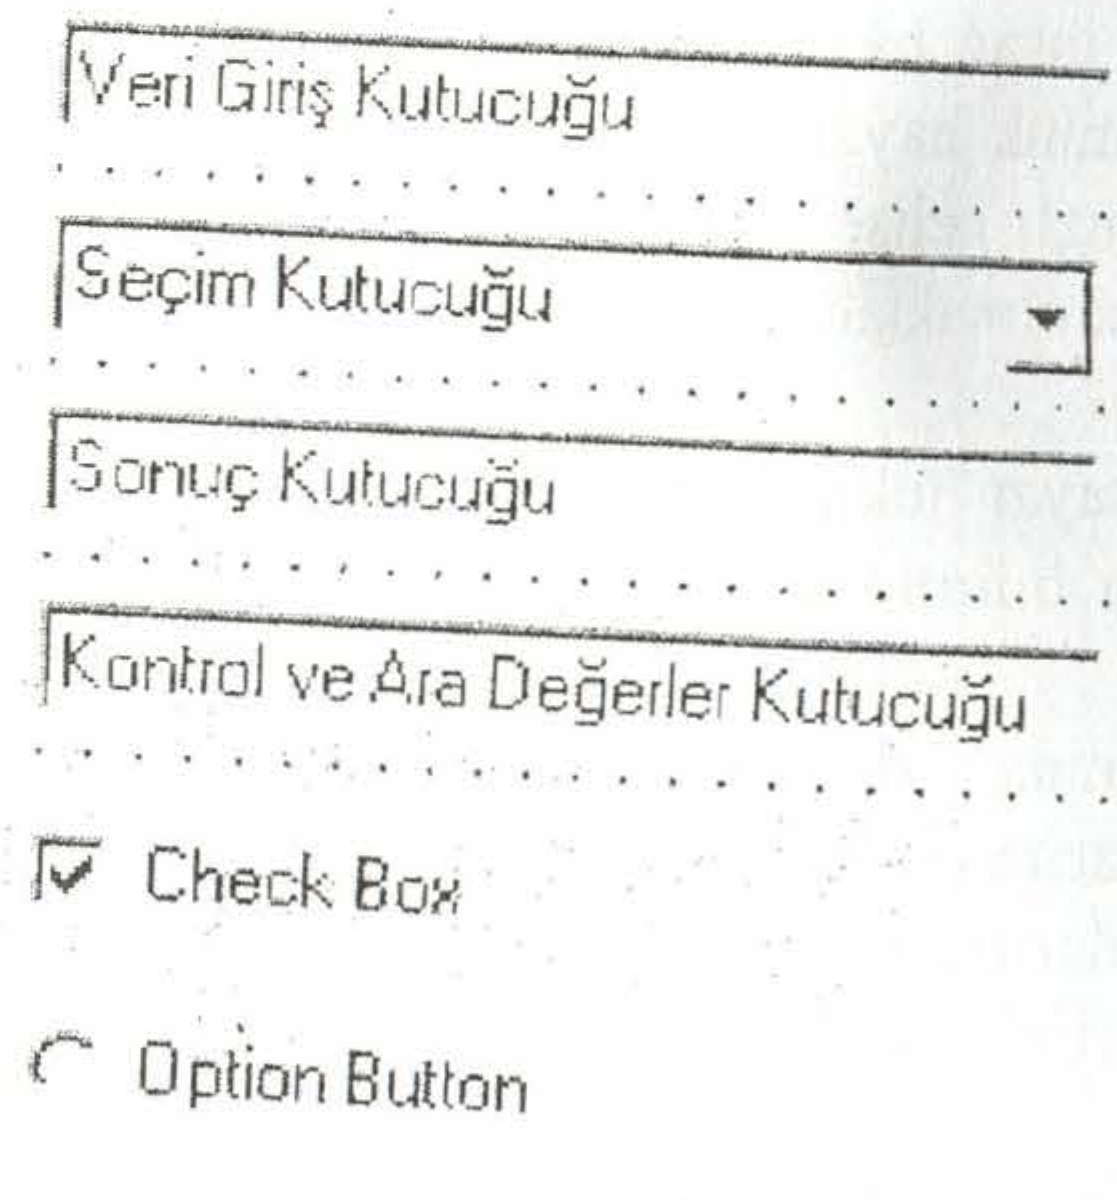 Veri Giriş Kutucuğu
Seçim Kutucuğu
Sonuç Kutucuğu
Kontrol ve Ara Değerler Kutucuğu
Check Box
Option Button